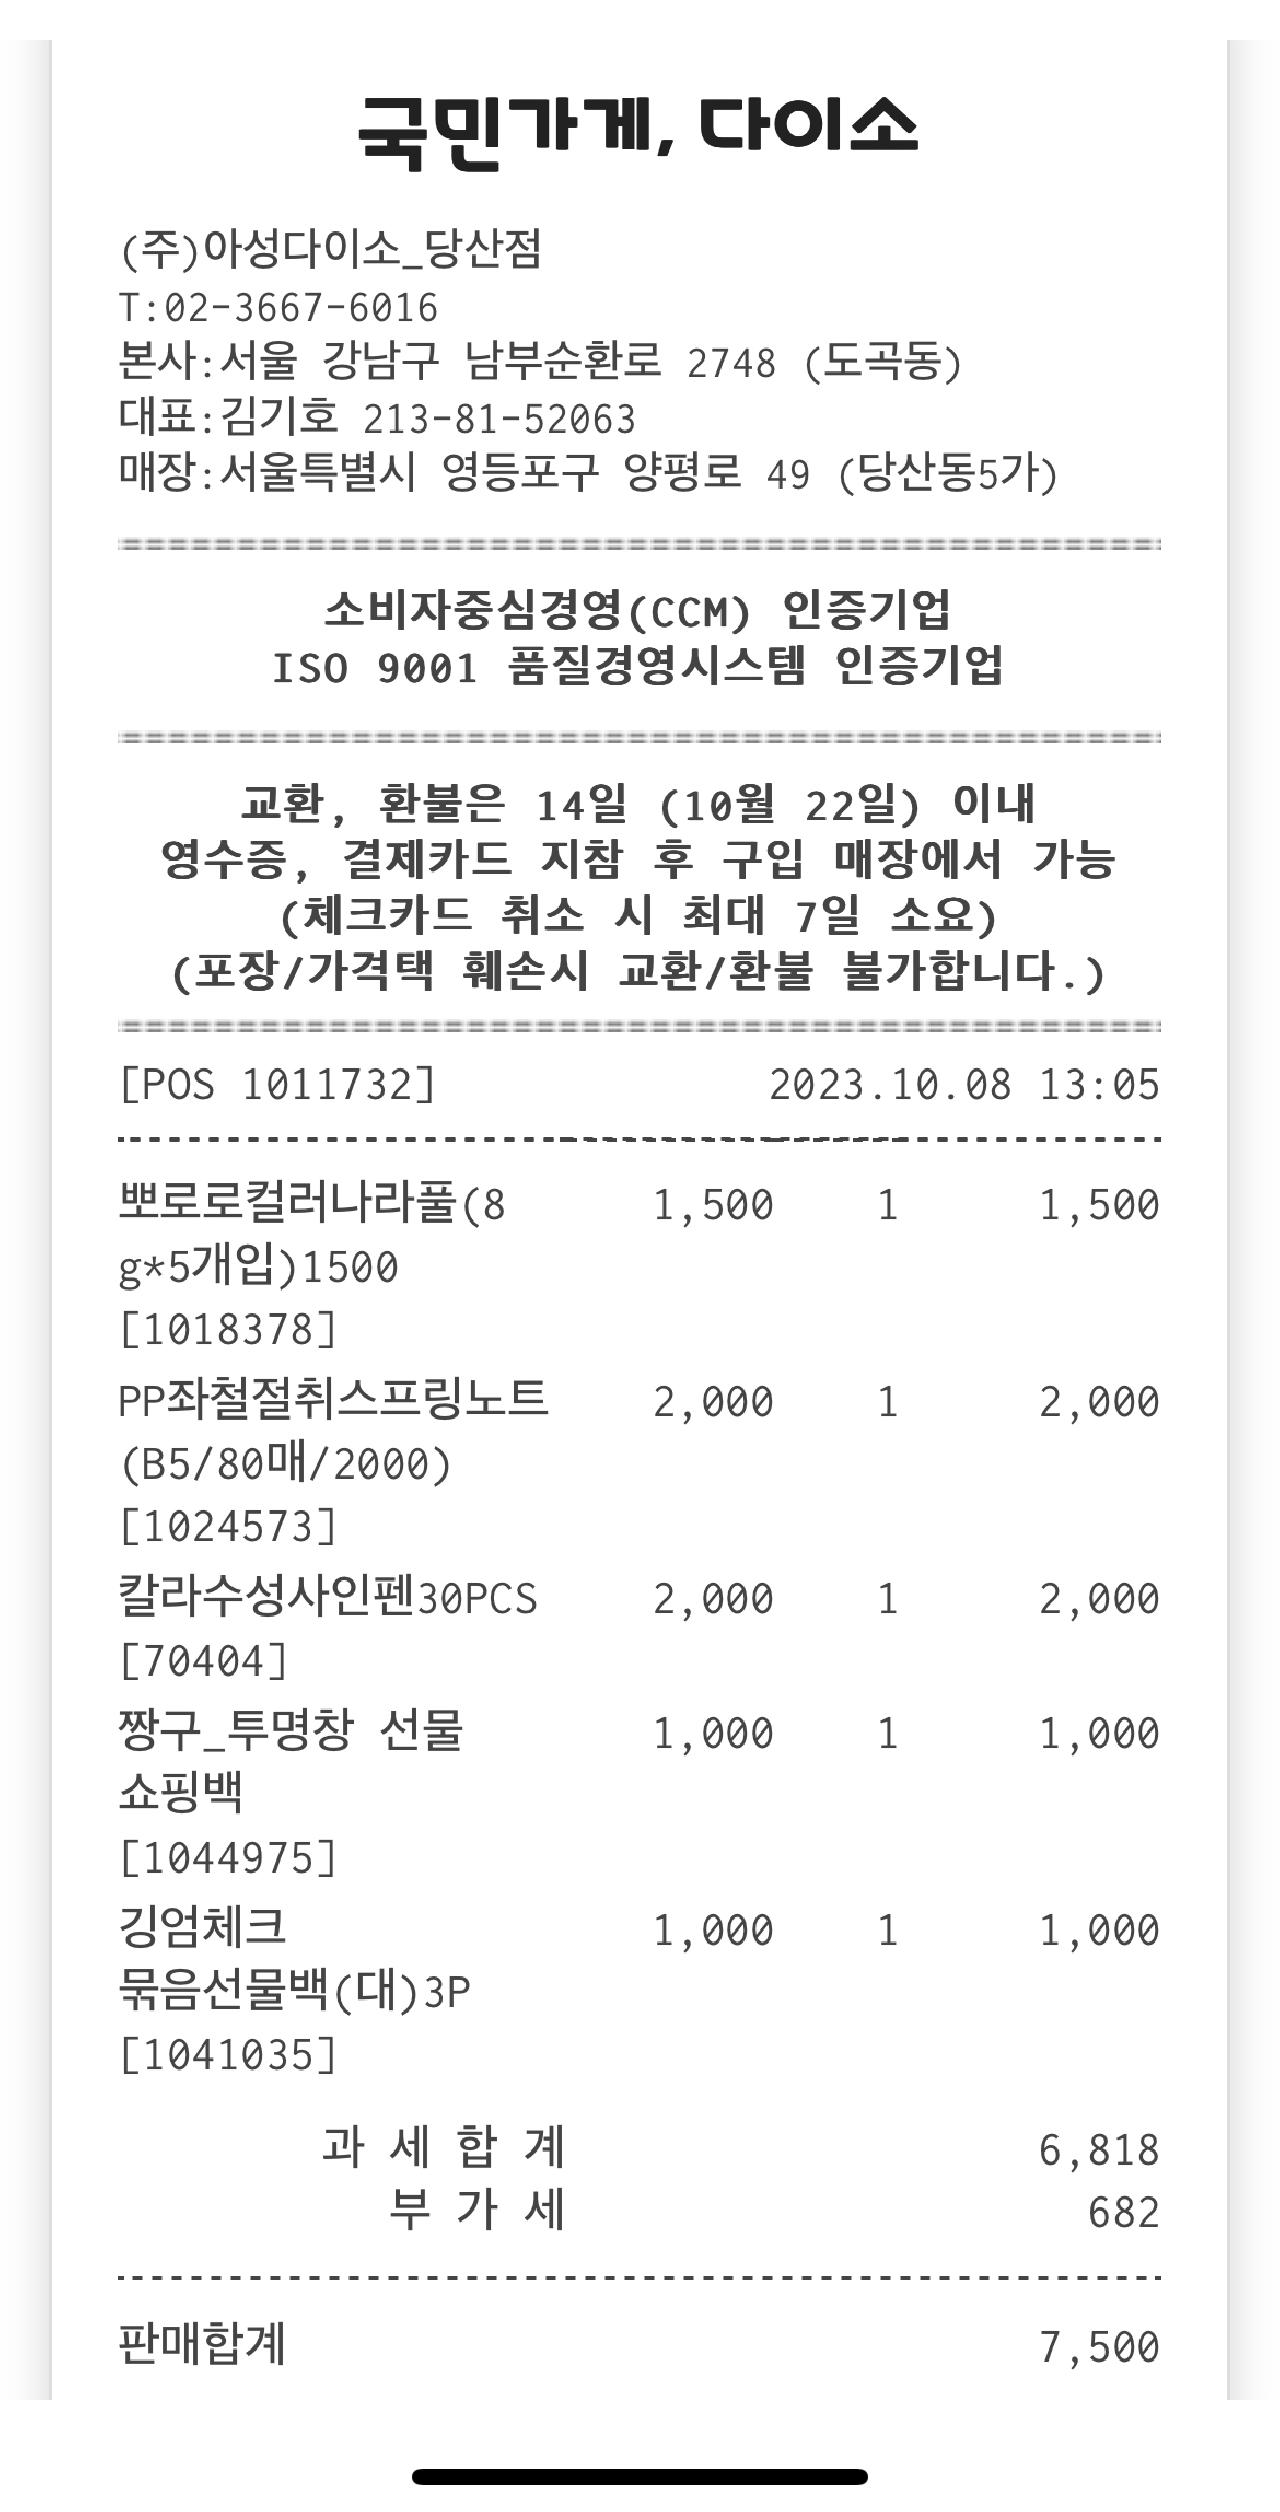 국민가게, 다이소
(주)아성다이소_당산점
T:02-3667-6016
본사:서울 강남구 남부순환로 2748 (도곡동)
대표:김기호 213-81-52063
매장:서울특별시 영등포구 양평로 49 (당산동5가)
================================================
소비자중심경영(CCM) 인증기업
ISO 9001 품질경영시스템 인증기업
================================================
교환, 환불은 14일 (10월 22일) 이내
영수증, 결제카드 지참 후 구입 매장에서 가능
(체크카드 취소 시 최대 7일 소요)
(포장/가격택 훼손시 교환/환불 불가합니다.)
================================================
[POS 1011732] 2023.10.08 13:05
뽀로로컬러나라풀(8 1,500 1 1,500
g*5개입)1500
[1018378]
PP좌철절취스프링노트 2,000 1 2,000
(B5/80매/2000)
[1024573]
칼라수성사인펜30PCS 2,000 1 2,000
[70404]
짱구_투명창 선물 1,000 1 1,000
쇼핑백
[1044975]
깅엄체크 1,000 1 1,000
묶음선물백(대)3P
[1041035]
과 세 합 계 6,818
부 가 세 682
판매합계 7,500